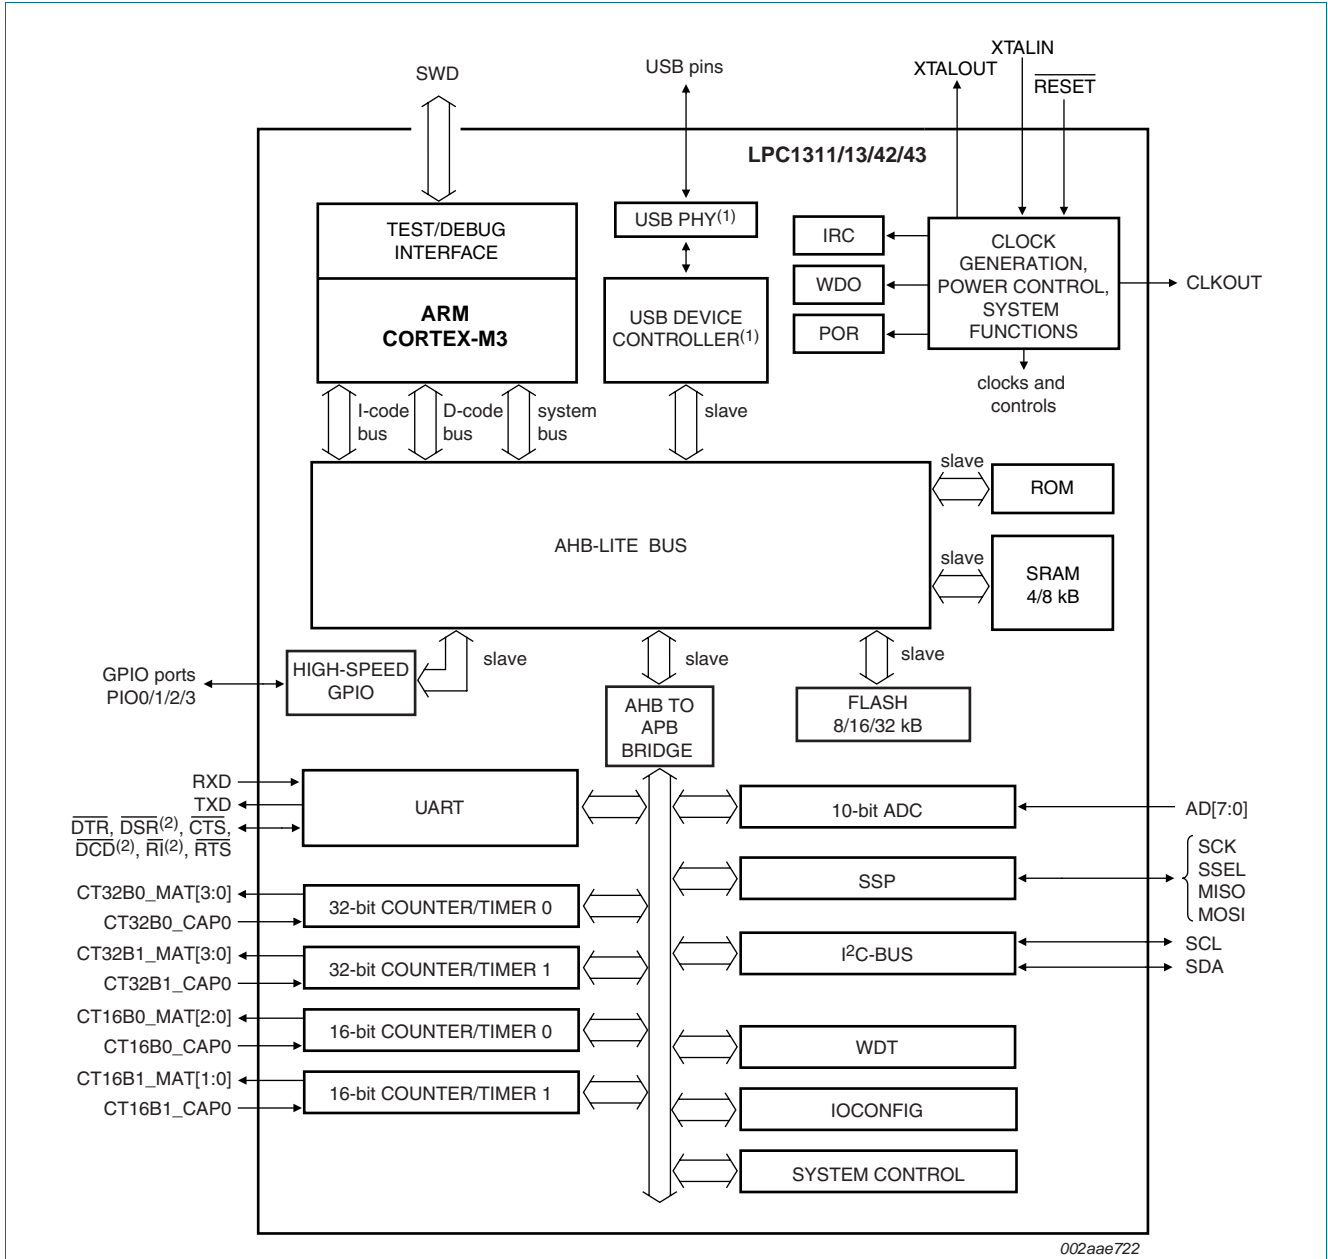 XTALIN
SWD
USB pins
XTALOUT
RESET
LPC1311/13/42/43
TEST/DEBUG
INTERFACE
ARM
CORTEX-M3
USB PHY(1)
USB DEVICE
CONTROLLER(1)
IRC
WDO
POR
CLOCK
GENERATION,
POWER CONTROL,
SYSTEM
FUNCTIONS
CLKOUT
clocks and
controls
I-code
bus
D-code
bus
system
bus
slave
AHB-LITE BUS
slave
ROM
slave
SRAM
4/8 kB
GPIO ports
PIO0/1/2/3
HIGH-SPEED
GPIO
slave
slave
slave
AHB TO
APB
BRIDGE
FLASH
8/16/32 kB
RXD
TXD
DTR, DSR(2), CTS,
DCD(2), RI(2), RTS
UART
10-bit ADC
AD[7:0]
SSP
SCK
SSEL
MISO
MOSI
CT32B0_MAT[3:0]
CT32B0_CAP0
32-bit COUNTER/TIMER 0
I2C-BUS
SCL
SDA
CT32B1_MAT[3:0]
CT32B1_CAP0
32-bit COUNTER/TIMER 1
CT16B0_MAT[2:0]
CT16B0_CAP0
16-bit COUNTER/TIMER 0
WDT
CT16B1_MAT[1:0]
CT16B1_CAP0
16-bit COUNTER/TIMER 1
IOCONFIG
SYSTEM CONTROL
002aae722